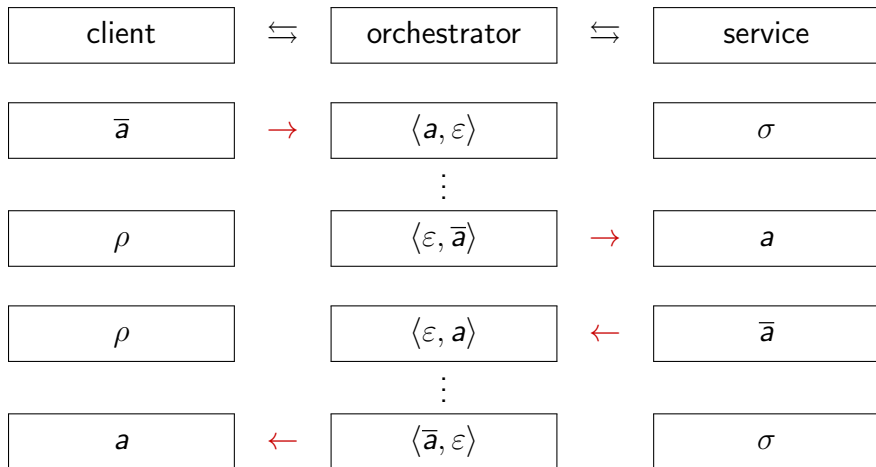 client ⇆ orchestrator ⇆ service
a̅ → ⟨a, ε⟩ σ
⋮
ρ ⟨ε, a̅⟩ → a
ρ ⟨ε, a⟩ ← a̅
⋮
a ← ⟨a̅, ε⟩ σ